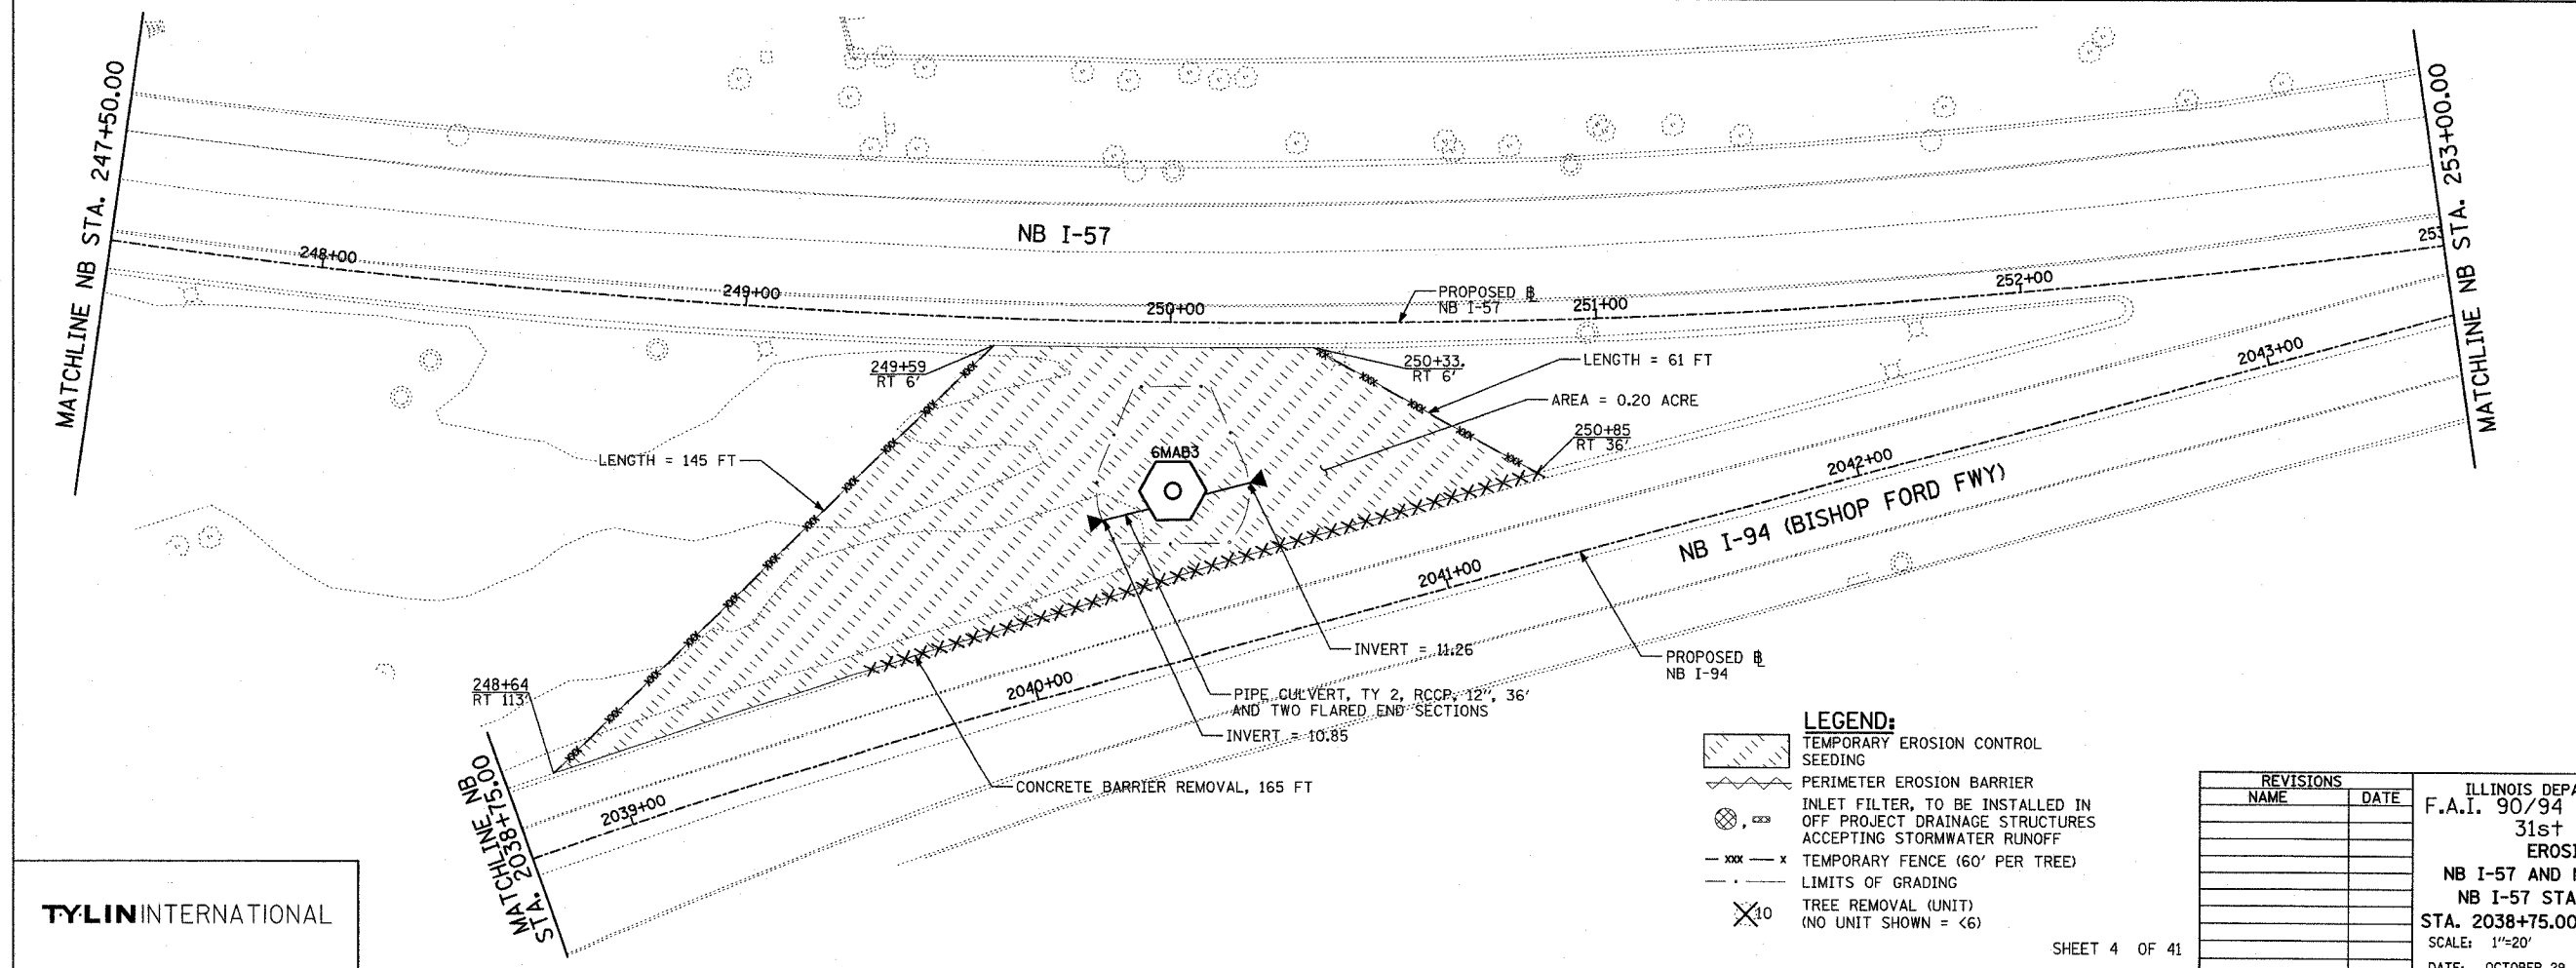 MATCHLINE NB STA. 247+50.00
MATCHLINE NB STA. 253+00.00
NB I-57
248+00
249+00
250+00
251+00
252+00
253
PROPOSED ␢
NB I-57
249+59
RT 6'
250+33.
RT 6'
LENGTH = 61 FT
AREA = 0.20 ACRE
250+85
RT 36'
LENGTH = 145 FT
6MAB3
2043+00
2042+00
2041+00
2040+00
2039+00
NB I-94 (BISHOP FORD FWY)
INVERT = 11.26
PROPOSED ␢
NB I-94
248+64
RT 113'
PIPE CULVERT, TY 2, RCCP, 12", 36'
AND TWO FLARED END SECTIONS
INVERT = 10.85
CONCRETE BARRIER REMOVAL, 165 FT
MATCHLINE NB
STA. 2038+75.00
LEGEND:
TEMPORARY EROSION CONTROL
SEEDING
PERIMETER EROSION BARRIER
INLET FILTER, TO BE INSTALLED IN
OFF PROJECT DRAINAGE STRUCTURES
ACCEPTING STORMWATER RUNOFF
XXX X TEMPORARY FENCE (60' PER TREE)
LIMITS OF GRADING
10 TREE REMOVAL (UNIT)
(NO UNIT SHOWN = <6)
SHEET 4 OF 41
TYLIN INTERNATIONAL
REVISIONS
NAME DATE
ILLINOIS DEPA
F.A.I. 90/94
31st
EROSI
NB I-57 AND N
NB I-57 STA
STA. 2038+75.00
SCALE: 1"=20'
DATE: OCTOBER 29